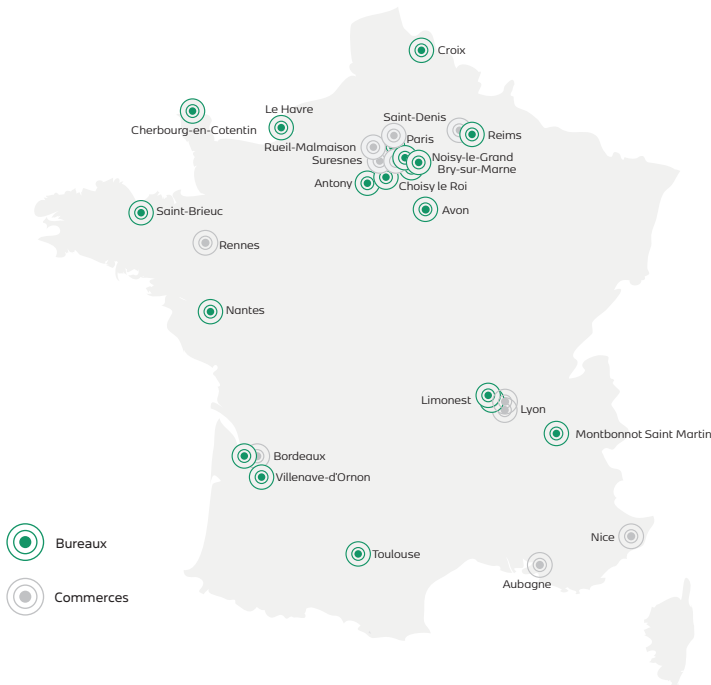 Croix
Le Havre
Cherbourg-en-Cotentin
Saint-Denis
Paris
Reims
Rueil-Malmaison
Suresnes
Noisy-le-Grand
Bry-sur-Marne
Antony
Choisy le Roi
Saint-Brieuc
Avon
Rennes
Nantes
Limonest
Lyon
Montbonnot Saint Martin
Bordeaux
Villenave-d'Ornon
Bureaux
Toulouse
Nice
Aubagne
Commerces